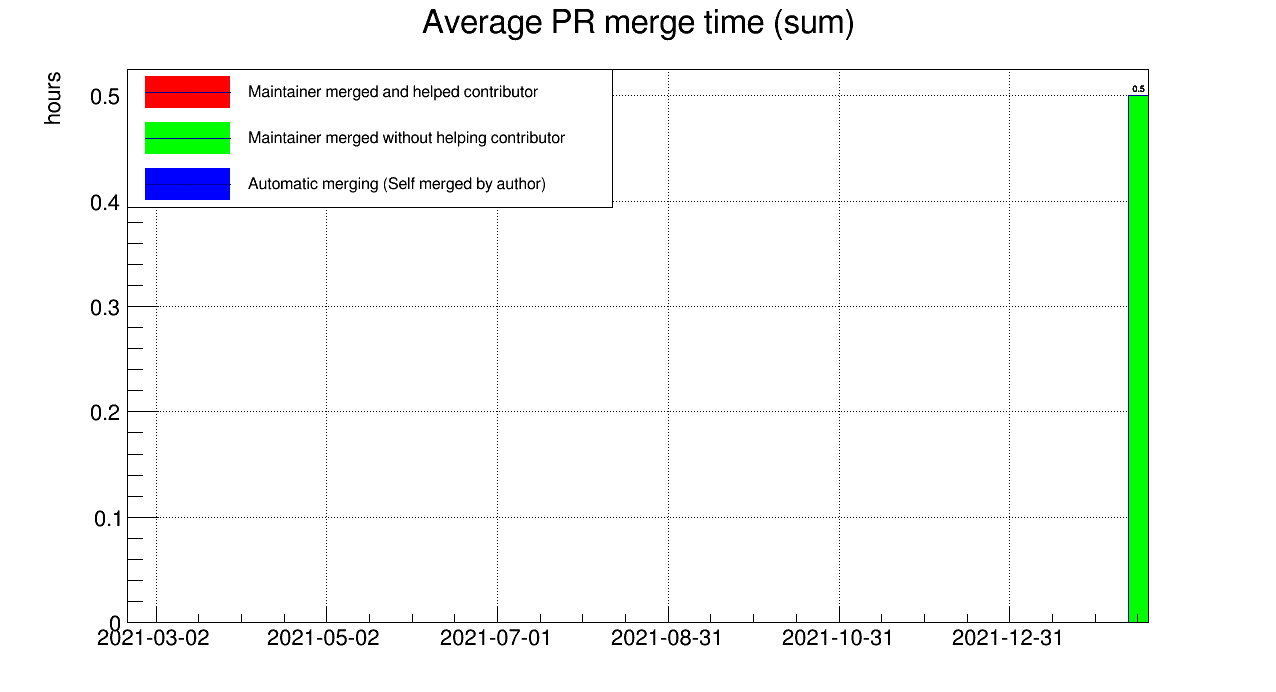 Average PR merge time (sum)
hours
Maintainer merged and helped contributor
Maintainer merged without helping contributor
Automatic merging (Self merged by author)
0.5
0.5
0.4
0.3
0.2
0.1
0
2021-03-02 2021-05-02 2021-07-01 2021-08-31 2021-10-31 2021-12-31